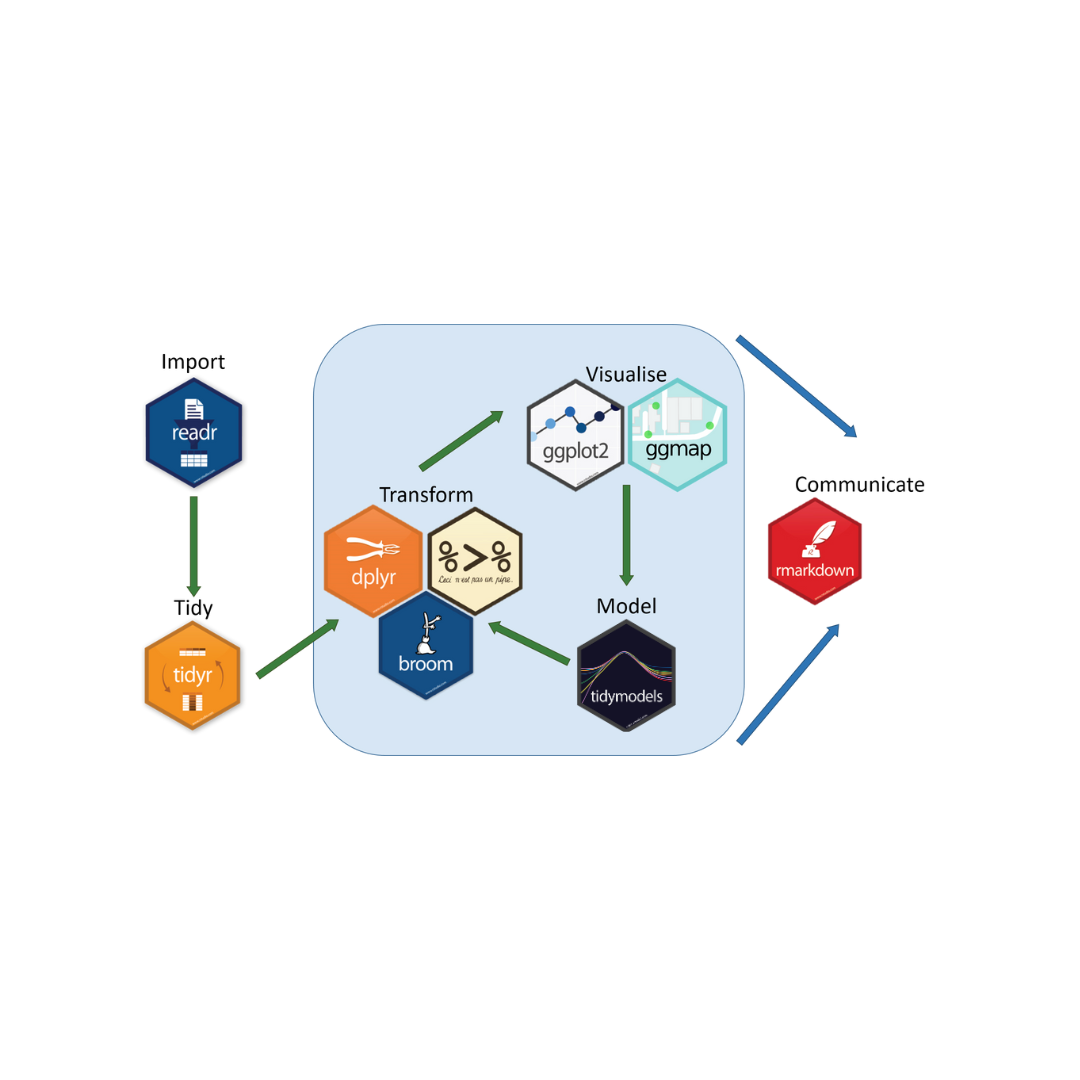 Import
readr
Tidy
tidyr
Transform
dplyr
%>%
Ceci n'est pas un pipe.
broom
Visualise
ggplot2
ggmap
Model
tidymodels
Communicate
rmarkdown